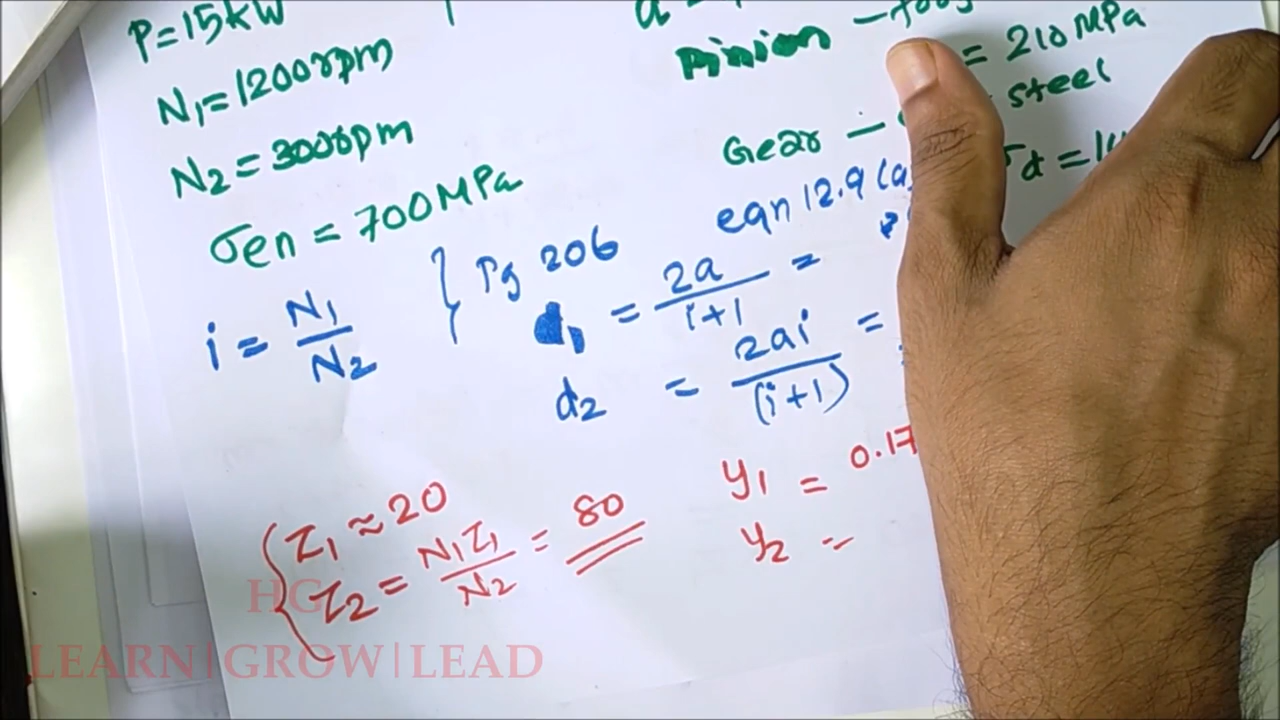 P=15kW
N1=1200rpm
N2=300rpm
σen = 700MPa
i = N1/N2
Pg 206
Pinion –
= 210 MPa
steel
Gear –
eqn 12.9 (a
d1 = 2a/(i+1) =
d2 = 2ai/(i+1) =
Z1 ≈ 20
Z2 = N1Z1/N2 = 80
y1 = 0.17
y2 =
HG
LEARN|GROW|LEAD